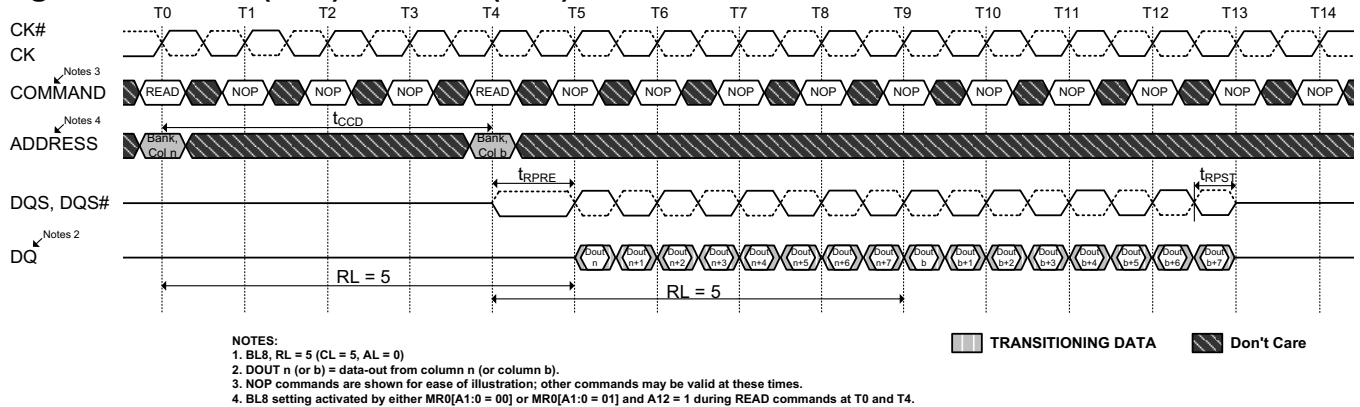 T0 T1 T2 T3 T4 T5 T6 T7 T8 T9 T10 T11 T12 T13 T14
CK#
CK
Notes 3
COMMAND READ NOP NOP NOP READ NOP NOP NOP NOP NOP NOP NOP NOP NOP NOP
tCCD
Notes 4
ADDRESS Bank, Col n Bank, Col b
tRPRE tRPST
DQS, DQS#
Notes 2
DQ Dout n Dout n+1 Dout n+2 Dout n+3 Dout n+4 Dout n+5 Dout n+6 Dout n+7 Dout b Dout b+1 Dout b+2 Dout b+3 Dout b+4 Dout b+5 Dout b+6 Dout b+7
RL = 5
RL = 5
NOTES:
1. BL8, RL = 5 (CL = 5, AL = 0)
2. DOUT n (or b) = data-out from column n (or column b).
3. NOP commands are shown for ease of illustration; other commands may be valid at these times.
4. BL8 setting activated by either MR0[A1:0 = 00] or MR0[A1:0 = 01] and A12 = 1 during READ commands at T0 and T4.
TRANSITIONING DATA Don't Care